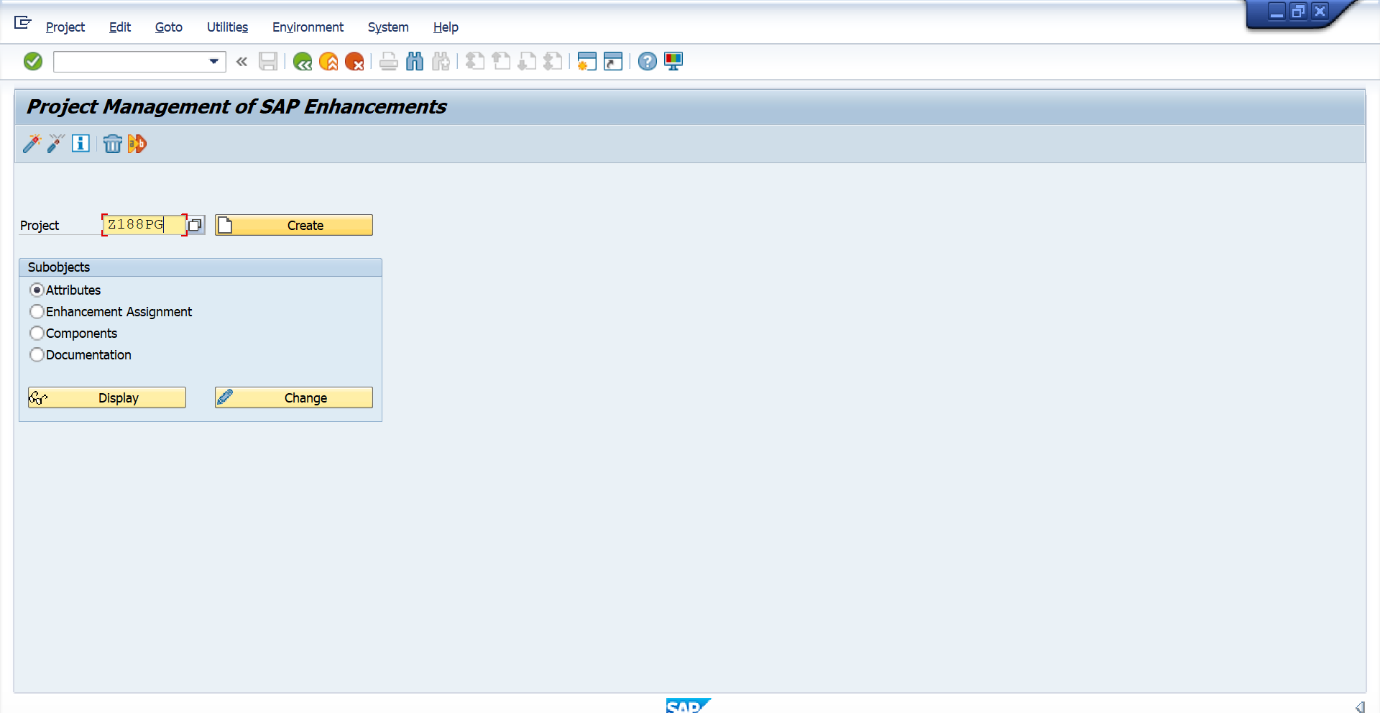 Project Edit Goto Utilities Environment System Help
Project Management of SAP Enhancements
Project Z188PG Create
Subobjects
Attributes
Enhancement Assignment
Components
Documentation
Display Change
SAP